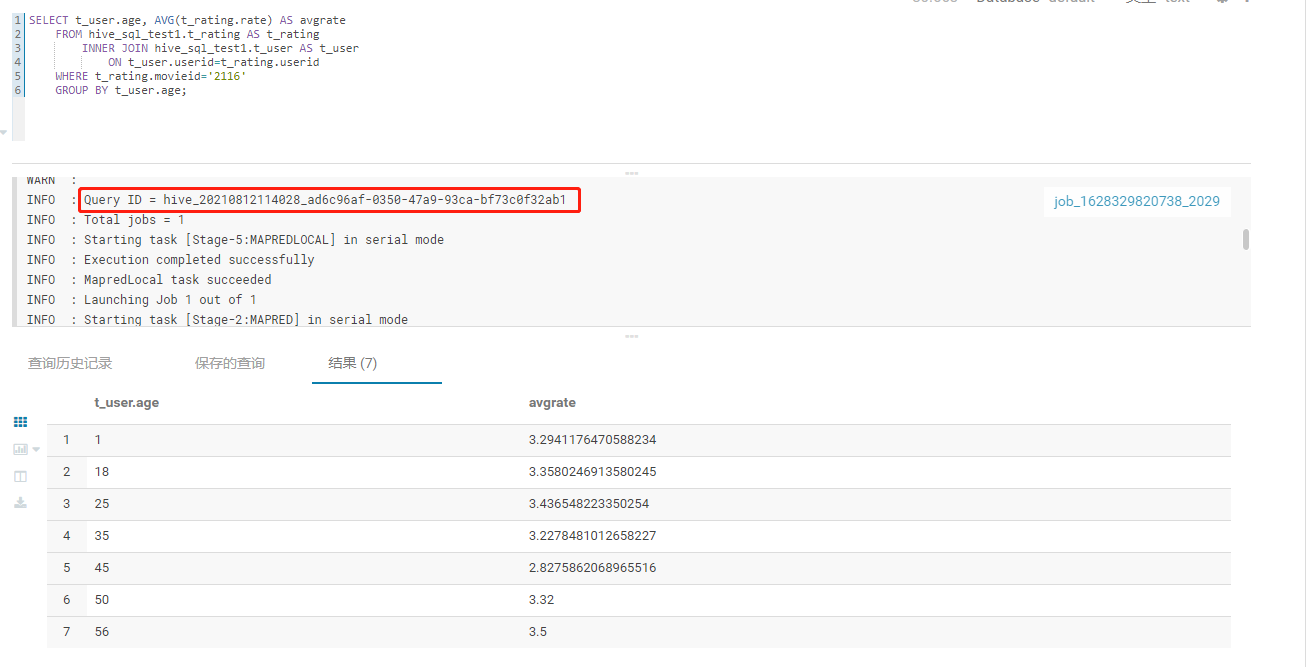 1 SELECT t_user.age, AVG(t_rating.rate) AS avgrate
2 FROM hive_sql_test1.t_rating AS t_rating
3 INNER JOIN hive_sql_test1.t_user AS t_user
4 ON t_user.userid=t_rating.userid
5 WHERE t_rating.movieid='2116'
6 GROUP BY t_user.age;
WARN :
INFO : Query ID = hive_20210812114028_ad6c96af-0350-47a9-93ca-bf73c0f32ab1
job_1628329820738_2029
INFO : Total jobs = 1
INFO : Starting task [Stage-5:MAPREDLOCAL] in serial mode
INFO : Execution completed successfully
INFO : MapredLocal task succeeded
INFO : Launching Job 1 out of 1
INFO : Starting task [Stage-2:MAPRED] in serial mode
查询历史记录 保存的查询 结果 (7)
t_user.age avgrate
1 1 3.2941176470588234
2 18 3.3580246913580245
3 25 3.436548223350254
4 35 3.2278481012658227
5 45 2.8275862068965516
6 50 3.32
7 56 3.5